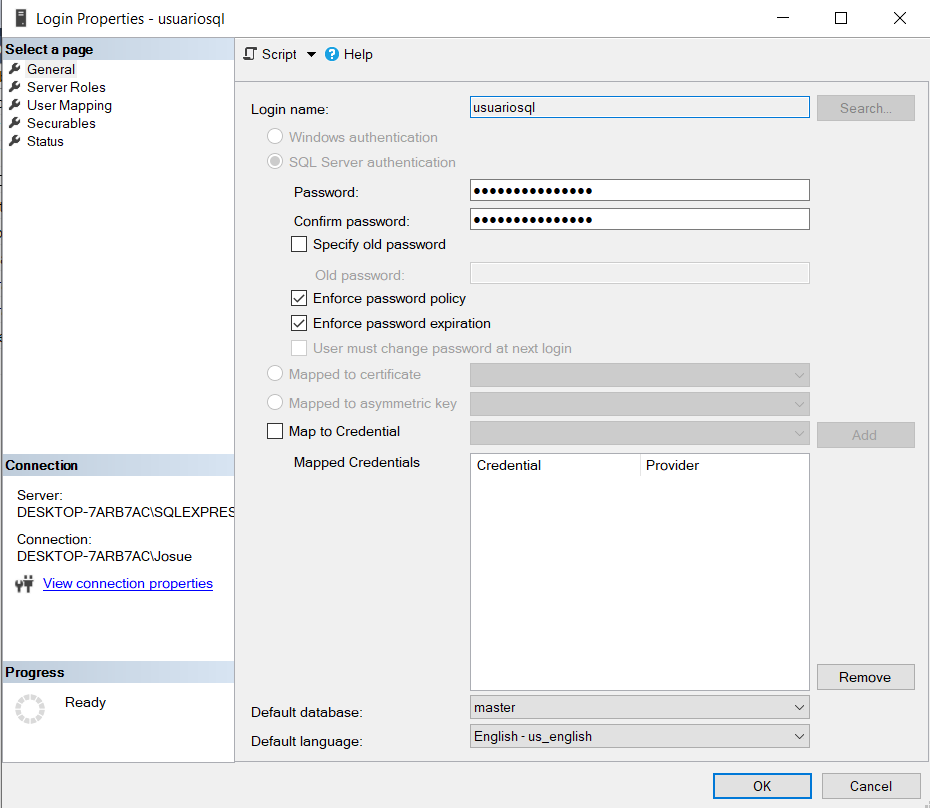 Login Properties - usuariosql
Select a page
General
Server Roles
User Mapping
Securables
Status
Connection
Server:
DESKTOP-7ARB7AC\SQLEXPRES
Connection:
DESKTOP-7ARB7AC\Josue
View connection properties
Progress
Ready
Script Help
Login name: usuariosql Search...
Windows authentication
SQL Server authentication
Password: ●●●●●●●●●●●●●●●
Confirm password: ●●●●●●●●●●●●●●●
Specify old password
Old password:
Enforce password policy
Enforce password expiration
User must change password at next login
Mapped to certificate
Mapped to asymmetric key
Map to Credential Add
Mapped Credentials Credential Provider
Remove
Default database: master
Default language: English - us_english
OK Cancel